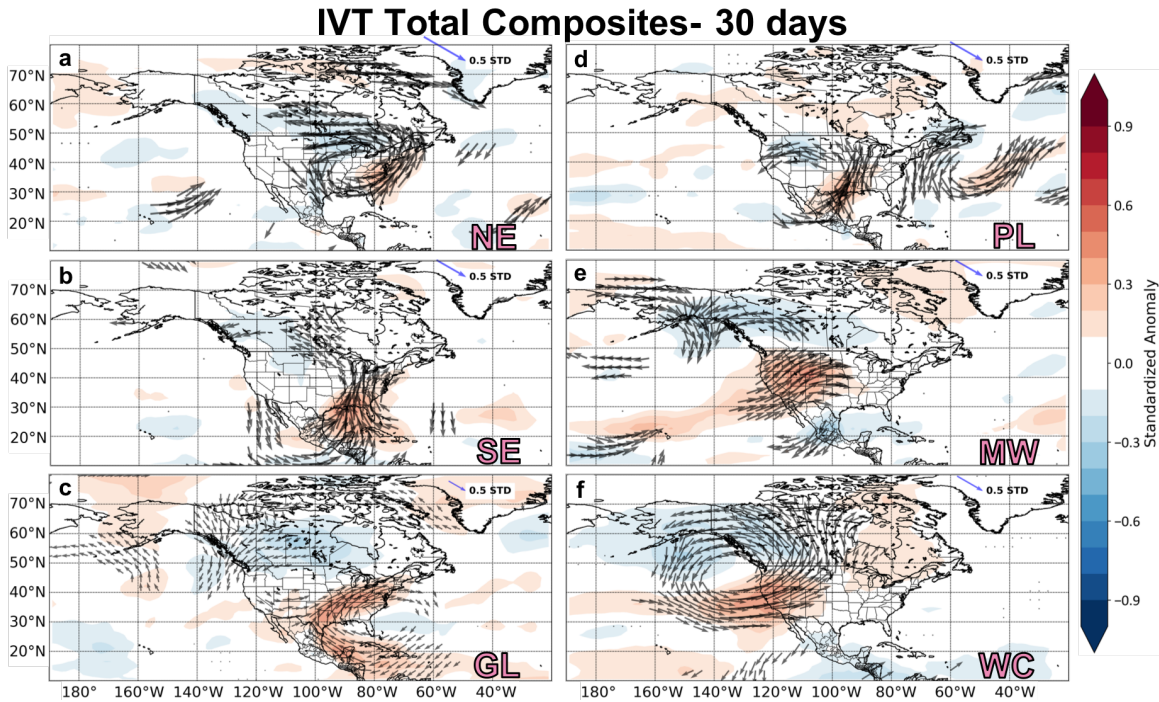 IVT Total Composites- 30 days
a
0.5 STD
70°N
60°N
50°N
40°N
30°N
20°N
NE
d
0.5 STD
PL
b
0.5 STD
70°N
60°N
50°N
40°N
30°N
20°N
SE
e
0.5 STD
MW
c
0.5 STD
70°N
60°N
50°N
40°N
30°N
20°N
GL
180° 160°W 140°W 120°W 100°W 80°W 60°W 40°W
f
0.5 STD
WC
180° 160°W 140°W 120°W 100°W 80°W 60°W 40°W
0.9
0.6
0.3
0.0
−0.3
−0.6
−0.9
Standardized Anomaly